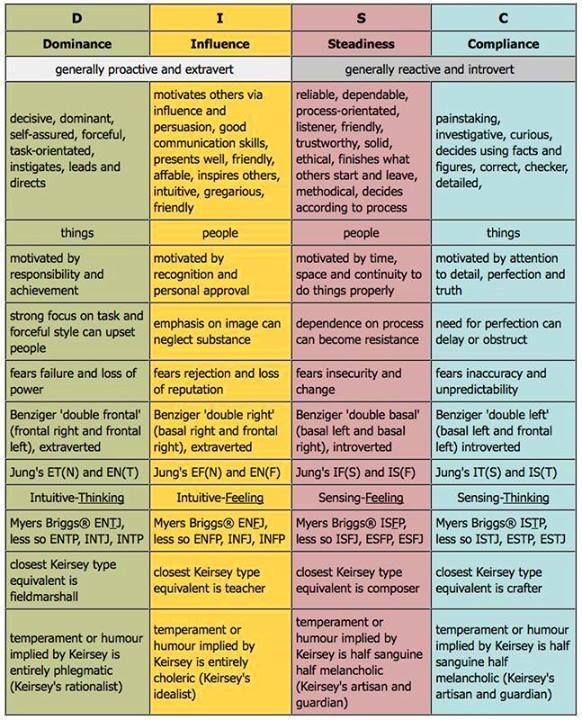 D
I
S
C
Dominance
Influence
Steadiness
Compliance
generally proactive and extravert
generally reactive and introvert
decisive, dominant,
self-assured, forceful,
task-orientated,
instigates, leads and
directs
motivates others via
influence and
persuasion, good
communication skills,
presents well, friendly,
affable, inspires others,
intuitive, gregarious,
friendly
reliable, dependable,
process-orientated,
listener, friendly,
trustworthy, solid,
ethical, finishes what
others start and leave,
methodical, decides
according to process
painstaking,
investigative, curious,
decides using facts and
figures, correct, checker,
detailed,
things
people
people
things
motivated by
responsibility and
achievement
motivated by
recognition and
personal approval
motivated by time,
space and continuity to
do things properly
motivated by attention
to detail, perfection and
truth
strong focus on task and
forceful style can upset
people
emphasis on image can
neglect substance
dependence on process
can become resistance
need for perfection can
delay or obstruct
fears failure and loss of
power
fears rejection and loss
of reputation
fears insecurity and
change
fears inaccuracy and
unpredictability
Benziger 'double frontal'
(frontal right and frontal
left), extraverted
Benziger 'double right'
(basal right and frontal
right), extraverted
Benziger 'double basal'
(basal left and basal
right), introverted
Benziger 'double left'
(basal left and frontal
left) introverted
Jung's ET(N) and EN(T)
Jung's EF(N) and EN(F)
Jung's IF(S) and IS(F)
Jung's IT(S) and IS(T)
Intuitive-Thinking
Intuitive-Feeling
Sensing-Feeling
Sensing-Thinking
Myers Briggs® ENTJ,
less so ENTP, INTJ, INTP
Myers Briggs® ENFJ,
less so ENFP, INFJ, INFP
Myers Briggs® ISFP,
less so ISFJ, ESFP, ESFJ
Myers Briggs® ISTP,
less so ISTJ, ESTP, ESTJ
closest Keirsey type
equivalent is
fieldmarshall
closest Keirsey type
equivalent is teacher
closest Keirsey type
equivalent is composer
closest Keirsey type
equivalent is crafter
temperament or humour
implied by Keirsey is
entirely phlegmatic
(Keirsey's rationalist)
temperament or
humour implied by
Keirsey is entirely
choleric (Keirsey's
idealist)
temperament or
humour implied by
Keirsey is half sanguine
half melancholic
(Keirsey's artisan and
guardian)
temperament or humour
implied by Keirsey is half
sanguine half
melancholic (Keirsey's
artisan and guardian)